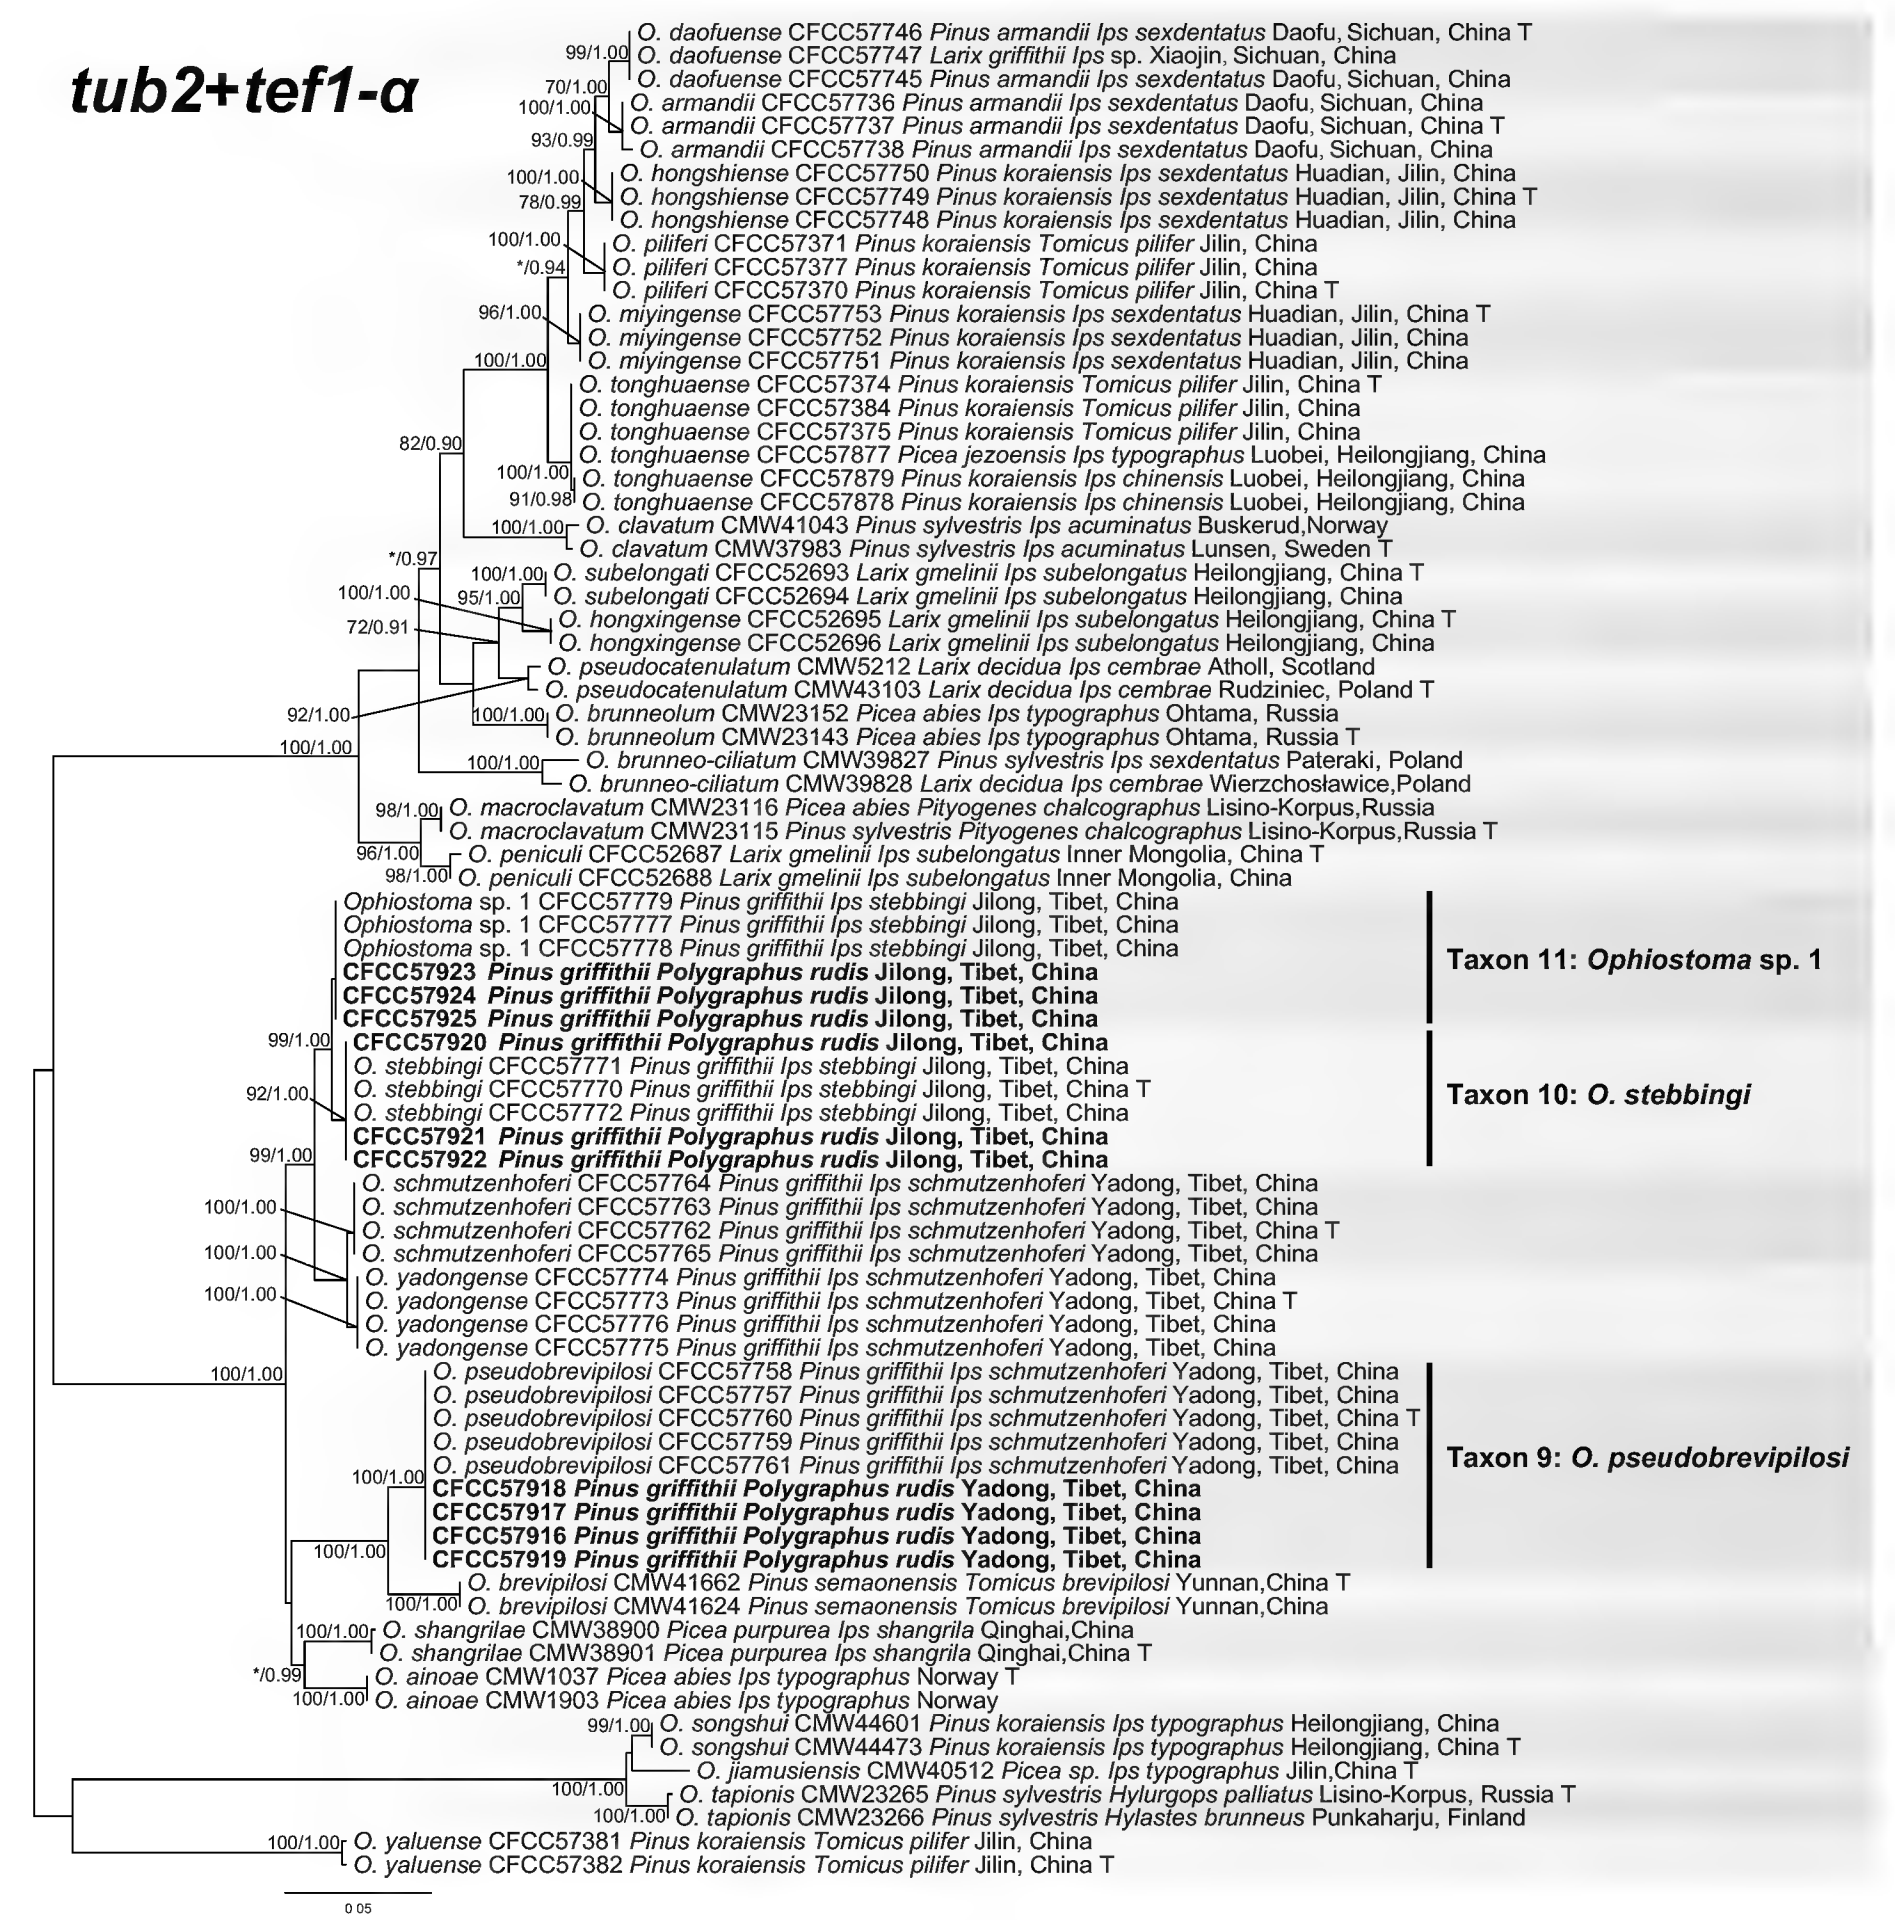 tub2+tef1-α
O. daofuense CFCC57746 Pinus armandii Ips sexdentatus Daofu, Sichuan, China T
99/1.00
O. daofuense CFCC57747 Larix griffithii Ips sp. Xiaojin, Sichuan, China
O. daofuense CFCC57745 Pinus armandii Ips sexdentatus Daofu, Sichuan, China
70/1.00
100/1.00
O. armandii CFCC57736 Pinus armandii Ips sexdentatus Daofu, Sichuan, China
O. armandii CFCC57737 Pinus armandii Ips sexdentatus Daofu, Sichuan, China T
93/0.99
O. armandii CFCC57738 Pinus armandii Ips sexdentatus Daofu, Sichuan, China
100/1.00
O. hongshiense CFCC57750 Pinus koraiensis Ips sexdentatus Huadian, Jilin, China
78/0.99
O. hongshiense CFCC57749 Pinus koraiensis Ips sexdentatus Huadian, Jilin, China T
O. hongshiense CFCC57748 Pinus koraiensis Ips sexdentatus Huadian, Jilin, China
100/1.00
O. piliferi CFCC57371 Pinus koraiensis Tomicus pilifer Jilin, China
*/0.94
O. piliferi CFCC57377 Pinus koraiensis Tomicus pilifer Jilin, China
O. piliferi CFCC57370 Pinus koraiensis Tomicus pilifer Jilin, China T
96/1.00
O. miyingense CFCC57753 Pinus koraiensis Ips sexdentatus Huadian, Jilin, China T
O. miyingense CFCC57752 Pinus koraiensis Ips sexdentatus Huadian, Jilin, China
100/1.00
O. miyingense CFCC57751 Pinus koraiensis Ips sexdentatus Huadian, Jilin, China
O. tonghuaense CFCC57374 Pinus koraiensis Tomicus pilifer Jilin, China T
O. tonghuaense CFCC57384 Pinus koraiensis Tomicus pilifer Jilin, China
82/0.90
O. tonghuaense CFCC57375 Pinus koraiensis Tomicus pilifer Jilin, China
O. tonghuaense CFCC57877 Picea jezoensis Ips typographus Luobei, Heilongjiang, China
100/1.00
O. tonghuaense CFCC57879 Pinus koraiensis Ips chinensis Luobei, Heilongjiang, China
91/0.98
O. tonghuaense CFCC57878 Pinus koraiensis Ips chinensis Luobei, Heilongjiang, China
100/1.00
O. clavatum CMW41043 Pinus sylvestris Ips acuminatus Buskerud,Norway
O. clavatum CMW37983 Pinus sylvestris Ips acuminatus Lunsen, Sweden T
*/0.97
100/1.00
O. subelongati CFCC52693 Larix gmelinii Ips subelongatus Heilongjiang, China T
100/1.00
95/1.00
O. subelongati CFCC52694 Larix gmelinii Ips subelongatus Heilongjiang, China
O. hongxingense CFCC52695 Larix gmelinii Ips subelongatus Heilongjiang, China T
72/0.91
O. hongxingense CFCC52696 Larix gmelinii Ips subelongatus Heilongjiang, China
O. pseudocatenulatum CMW5212 Larix decidua Ips cembrae Atholl, Scotland
O. pseudocatenulatum CMW43103 Larix decidua Ips cembrae Rudziniec, Poland T
92/1.00
100/1.00
O. brunneolum CMW23152 Picea abies Ips typographus Ohtama, Russia
O. brunneolum CMW23143 Picea abies Ips typographus Ohtama, Russia T
100/1.00
100/1.00
O. brunneo-ciliatum CMW39827 Pinus sylvestris Ips sexdentatus Pateraki, Poland
O. brunneo-ciliatum CMW39828 Larix decidua Ips cembrae Wierzchosławice,Poland
98/1.00
O. macroclavatum CMW23116 Picea abies Pityogenes chalcographus Lisino-Korpus,Russia
O. macroclavatum CMW23115 Pinus sylvestris Pityogenes chalcographus Lisino-Korpus,Russia T
96/1.00
O. peniculi CFCC52687 Larix gmelinii Ips subelongatus Inner Mongolia, China T
98/1.00
O. peniculi CFCC52688 Larix gmelinii Ips subelongatus Inner Mongolia, China
Ophiostoma sp. 1 CFCC57779 Pinus griffithii Ips stebbingi Jilong, Tibet, China
Ophiostoma sp. 1 CFCC57777 Pinus griffithii Ips stebbingi Jilong, Tibet, China
Ophiostoma sp. 1 CFCC57778 Pinus griffithii Ips stebbingi Jilong, Tibet, China
Taxon 11: Ophiostoma sp. 1
CFCC57923 Pinus griffithii Polygraphus rudis Jilong, Tibet, China
CFCC57924 Pinus griffithii Polygraphus rudis Jilong, Tibet, China
CFCC57925 Pinus griffithii Polygraphus rudis Jilong, Tibet, China
99/1.00
CFCC57920 Pinus griffithii Polygraphus rudis Jilong, Tibet, China
O. stebbingi CFCC57771 Pinus griffithii Ips stebbingi Jilong, Tibet, China
92/1.00
O. stebbingi CFCC57770 Pinus griffithii Ips stebbingi Jilong, Tibet, China T
Taxon 10: O. stebbingi
O. stebbingi CFCC57772 Pinus griffithii Ips stebbingi Jilong, Tibet, China
CFCC57921 Pinus griffithii Polygraphus rudis Jilong, Tibet, China
99/1.00
CFCC57922 Pinus griffithii Polygraphus rudis Jilong, Tibet, China
O. schmutzenhoferi CFCC57764 Pinus griffithii Ips schmutzenhoferi Yadong, Tibet, China
100/1.00
O. schmutzenhoferi CFCC57763 Pinus griffithii Ips schmutzenhoferi Yadong, Tibet, China
O. schmutzenhoferi CFCC57762 Pinus griffithii Ips schmutzenhoferi Yadong, Tibet, China T
100/1.00
O. schmutzenhoferi CFCC57765 Pinus griffithii Ips schmutzenhoferi Yadong, Tibet, China
O. yadongense CFCC57774 Pinus griffithii Ips schmutzenhoferi Yadong, Tibet, China
100/1.00
O. yadongense CFCC57773 Pinus griffithii Ips schmutzenhoferi Yadong, Tibet, China T
O. yadongense CFCC57776 Pinus griffithii Ips schmutzenhoferi Yadong, Tibet, China
O. yadongense CFCC57775 Pinus griffithii Ips schmutzenhoferi Yadong, Tibet, China
100/1.00
O. pseudobrevipilosi CFCC57758 Pinus griffithii Ips schmutzenhoferi Yadong, Tibet, China
O. pseudobrevipilosi CFCC57757 Pinus griffithii Ips schmutzenhoferi Yadong, Tibet, China
O. pseudobrevipilosi CFCC57760 Pinus griffithii Ips schmutzenhoferi Yadong, Tibet, China T
O. pseudobrevipilosi CFCC57759 Pinus griffithii Ips schmutzenhoferi Yadong, Tibet, China
Taxon 9: O. pseudobrevipilosi
O. pseudobrevipilosi CFCC57761 Pinus griffithii Ips schmutzenhoferi Yadong, Tibet, China
100/1.00
CFCC57918 Pinus griffithii Polygraphus rudis Yadong, Tibet, China
CFCC57917 Pinus griffithii Polygraphus rudis Yadong, Tibet, China
CFCC57916 Pinus griffithii Polygraphus rudis Yadong, Tibet, China
100/1.00
CFCC57919 Pinus griffithii Polygraphus rudis Yadong, Tibet, China
O. brevipilosi CMW41662 Pinus semaonensis Tomicus brevipilosi Yunnan,China T
100/1.00
O. brevipilosi CMW41624 Pinus semaonensis Tomicus brevipilosi Yunnan,China
100/1.00
O. shangrilae CMW38900 Picea purpurea Ips shangrila Qinghai,China
O. shangrilae CMW38901 Picea purpurea Ips shangrila Qinghai,China T
*/0.99
O. ainoae CMW1037 Picea abies Ips typographus Norway T
100/1.00
O. ainoae CMW1903 Picea abies Ips typographus Norway
99/1.00
O. songshui CMW44601 Pinus koraiensis Ips typographus Heilongjiang, China
O. songshui CMW44473 Pinus koraiensis Ips typographus Heilongjiang, China T
O. jiamusiensis CMW40512 Picea sp. Ips typographus Jilin,China T
100/1.00
O. tapionis CMW23265 Pinus sylvestris Hylurgops palliatus Lisino-Korpus, Russia T
100/1.00
O. tapionis CMW23266 Pinus sylvestris Hylastes brunneus Punkaharju, Finland
100/1.00
O. yaluense CFCC57381 Pinus koraiensis Tomicus pilifer Jilin, China
O. yaluense CFCC57382 Pinus koraiensis Tomicus pilifer Jilin, China T
0 05